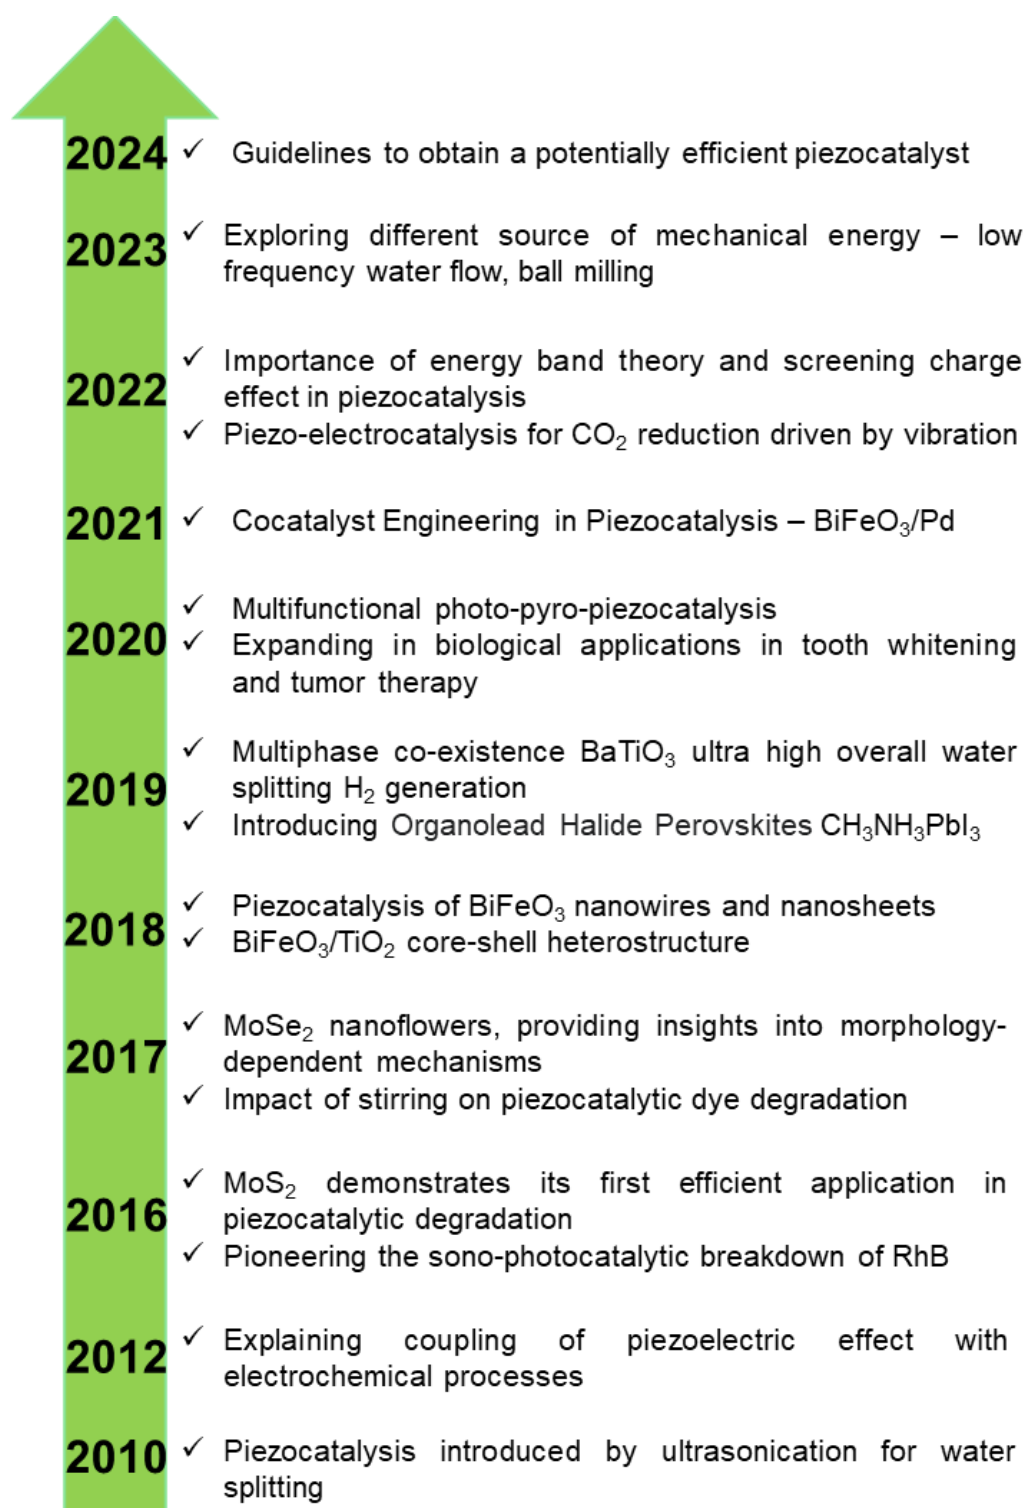 2024 ✓ Guidelines to obtain a potentially efficient piezocatalyst
2023 ✓ Exploring different source of mechanical energy – low
frequency water flow, ball milling
2022 ✓ Importance of energy band theory and screening charge
effect in piezocatalysis
✓ Piezo-electrocatalysis for CO₂ reduction driven by vibration
2021 ✓ Cocatalyst Engineering in Piezocatalysis – BiFeO₃/Pd
2020 ✓ Multifunctional photo-pyro-piezocatalysis
✓ Expanding in biological applications in tooth whitening
and tumor therapy
2019 ✓ Multiphase co-existence BaTiO₃ ultra high overall water
splitting H₂ generation
✓ Introducing Organolead Halide Perovskites CH₃NH₃PbI₃
2018 ✓ Piezocatalysis of BiFeO₃ nanowires and nanosheets
✓ BiFeO₃/TiO₂ core-shell heterostructure
2017 ✓ MoSe₂ nanoflowers, providing insights into morphology-
dependent mechanisms
✓ Impact of stirring on piezocatalytic dye degradation
2016 ✓ MoS₂ demonstrates its first efficient application in
piezocatalytic degradation
✓ Pioneering the sono-photocatalytic breakdown of RhB
2012 ✓ Explaining coupling of piezoelectric effect with
electrochemical processes
2010 ✓ Piezocatalysis introduced by ultrasonication for water
splitting